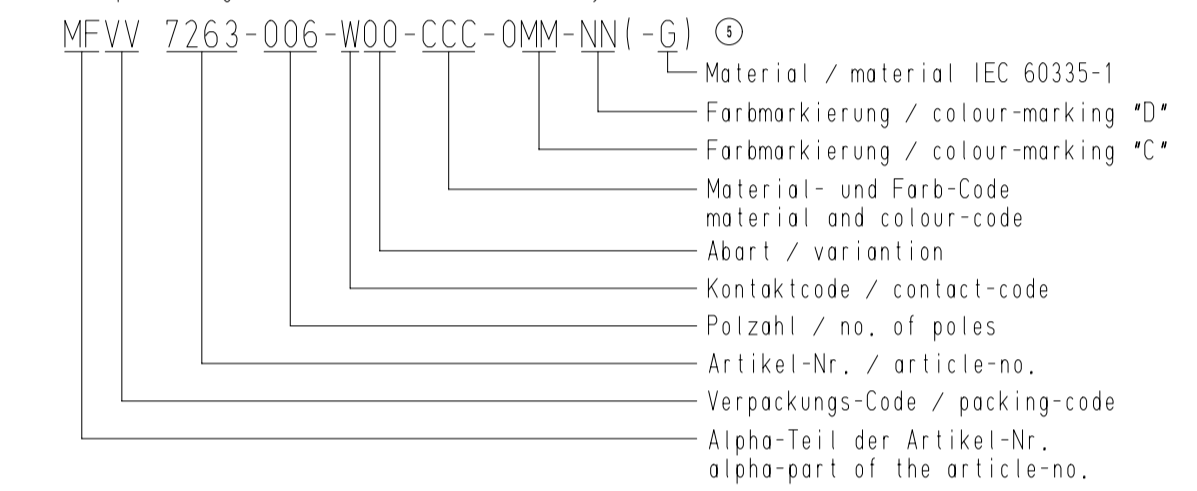 MFVV 7263-006-W00-CCC-0MM-NN(-G) 5
Material / material IEC 60335-1
Farbmarkierung / colour-marking "D"
Farbmarkierung / colour-marking "C"
Material- und Farb-Code
material and colour-code
Abart / variantion
Kontaktcode / contact-code
Polzahl / no. of poles
Artikel-Nr. / article-no.
Verpackungs-Code / packing-code
Alpha-Teil der Artikel-Nr.
alpha-part of the article-no.